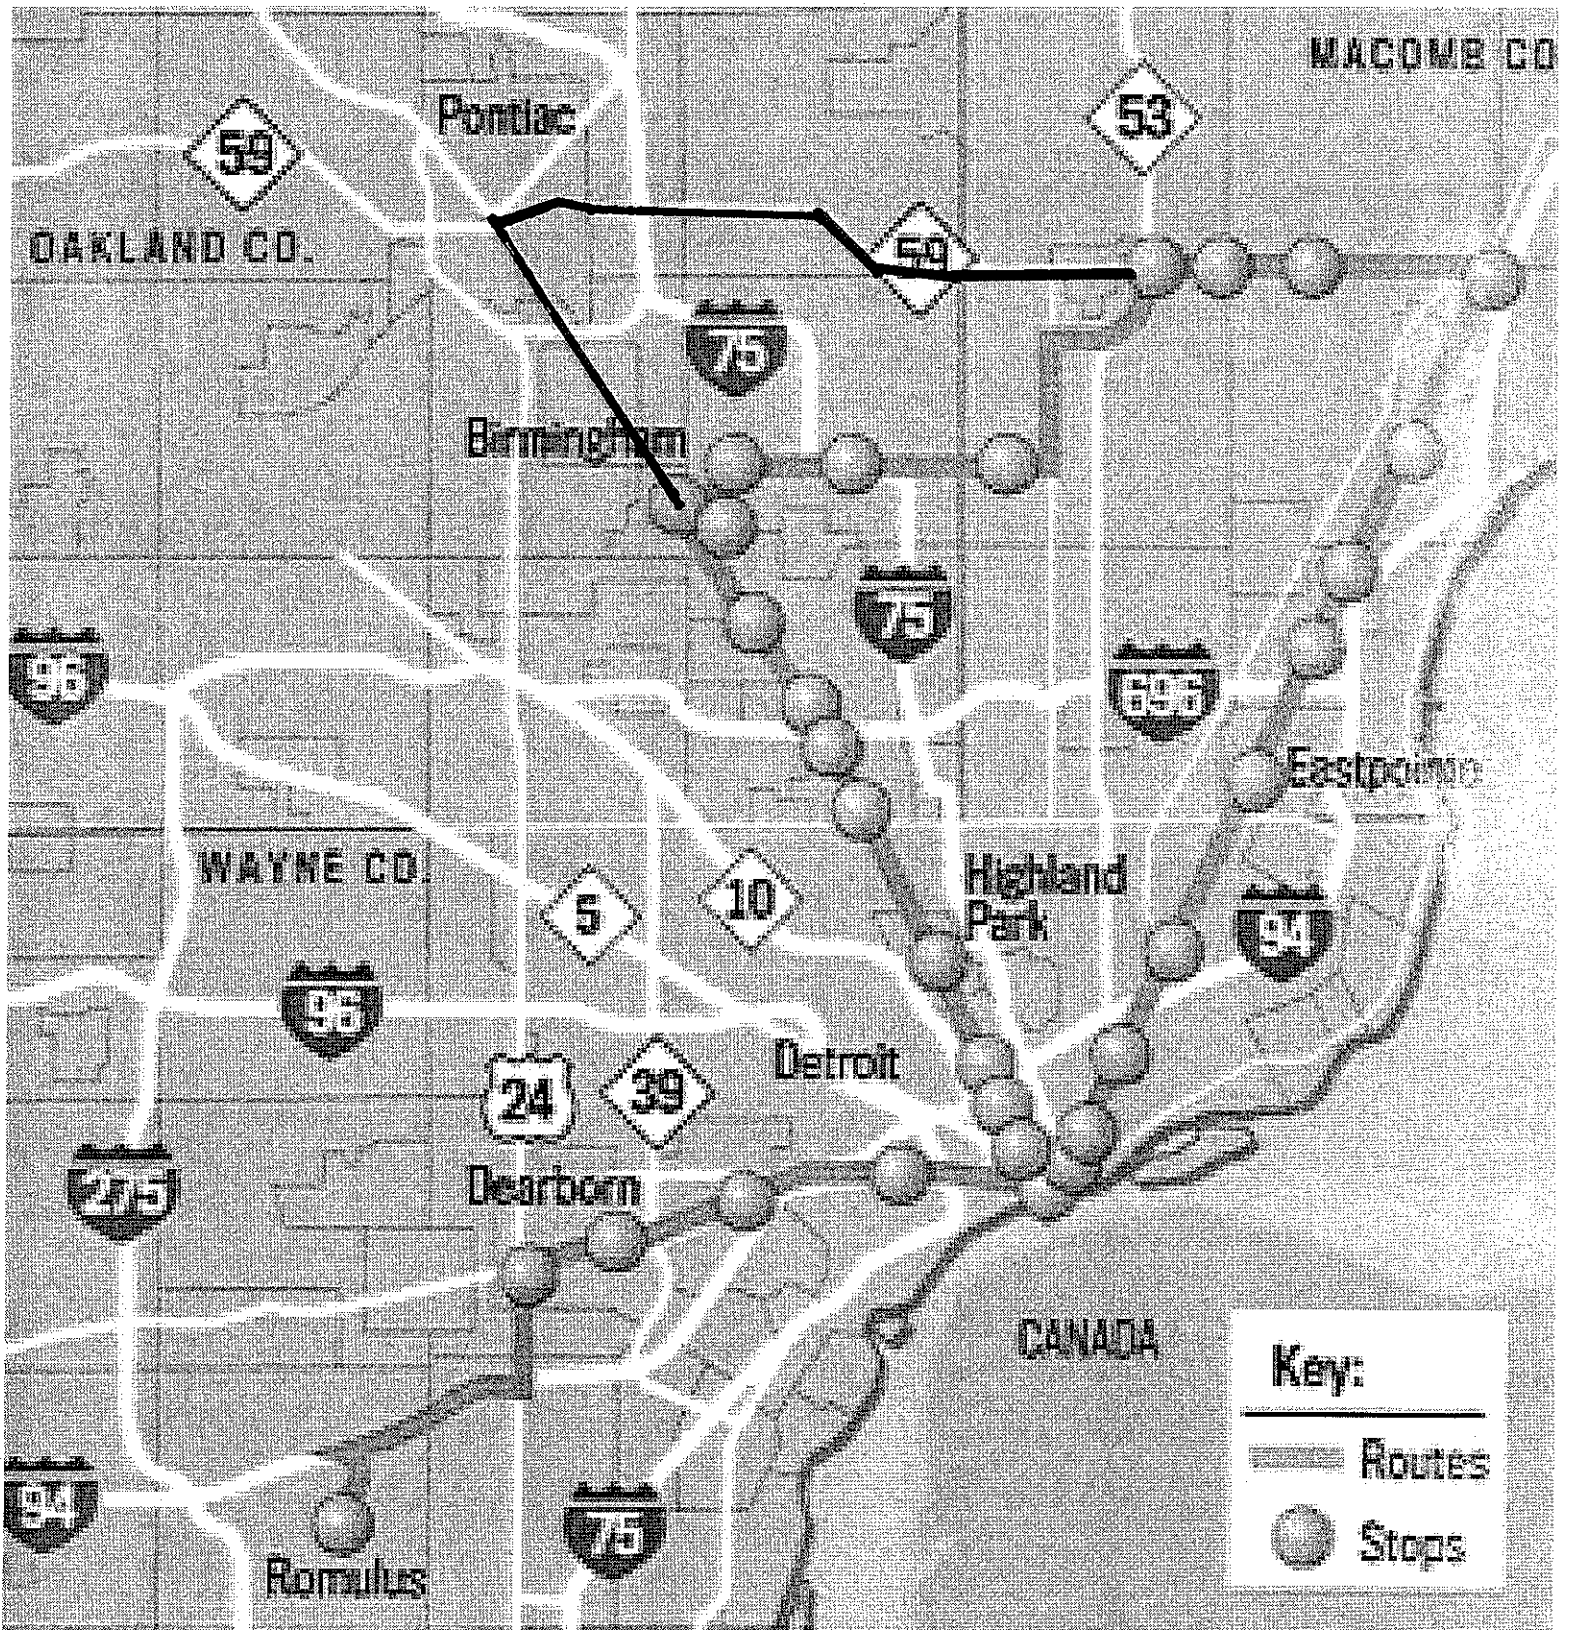 MACOMB CO
53
Pontiac
59
OAKLAND CO.
59
75
Birmingham
75
96
696
Eastpointe
WAYNE CO.
Highland
Park
5
10
94
96
Detroit
24
39
275
Dearborn
CANADA
Key:
Routes
94
75
Stops
Romulus